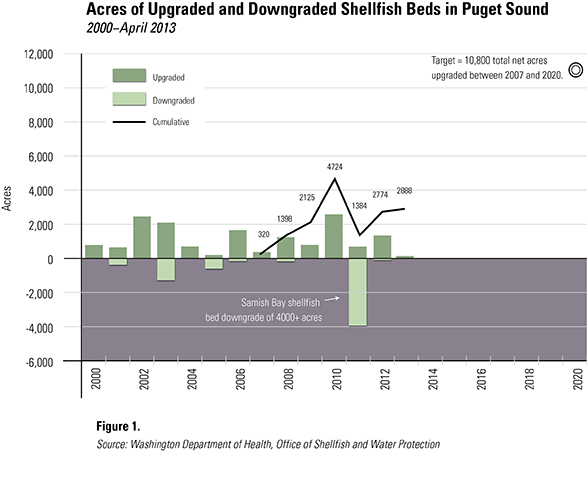 Acres of Upgraded and Downgraded Shellfish Beds in Puget Sound
2000–April 2013
12,000
10,000
8,000
6,000
4,000
2,000
0
-2,000
-4,000
-6,000
Acres
Upgraded
Downgraded
Cumulative
Target = 10,800 total net acres
upgraded between 2007 and 2020.
320
1398
2125
4724
1384
2774
2888
Samish Bay shellfish
bed downgrade of 4000+ acres
2000
2002
2004
2006
2008
2010
2012
2014
2016
2018
2020
Figure 1.
Source: Washington Department of Health, Office of Shellfish and Water Protection